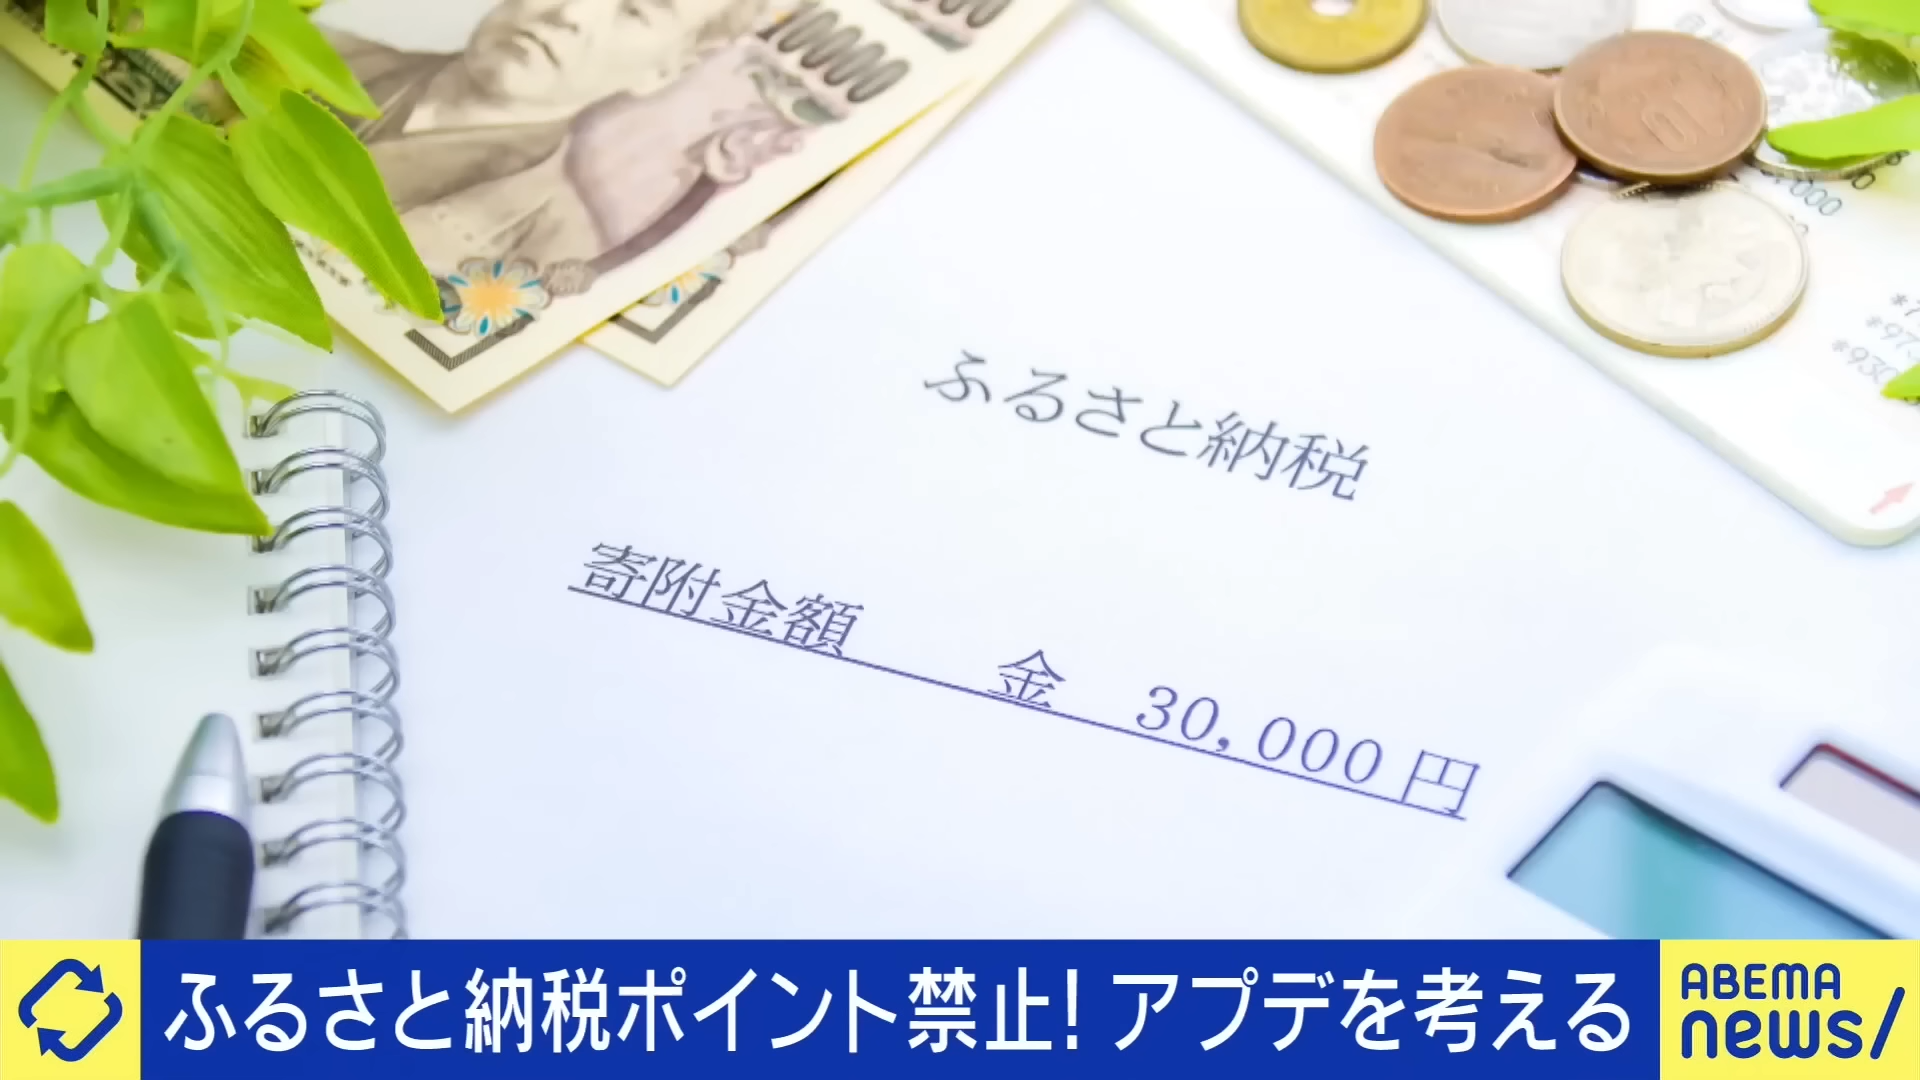 10000
ふるさと納税
寄附金額　金　30,000円
ふるさと納税ポイント禁止! アプデを考える
ABEMA
news/